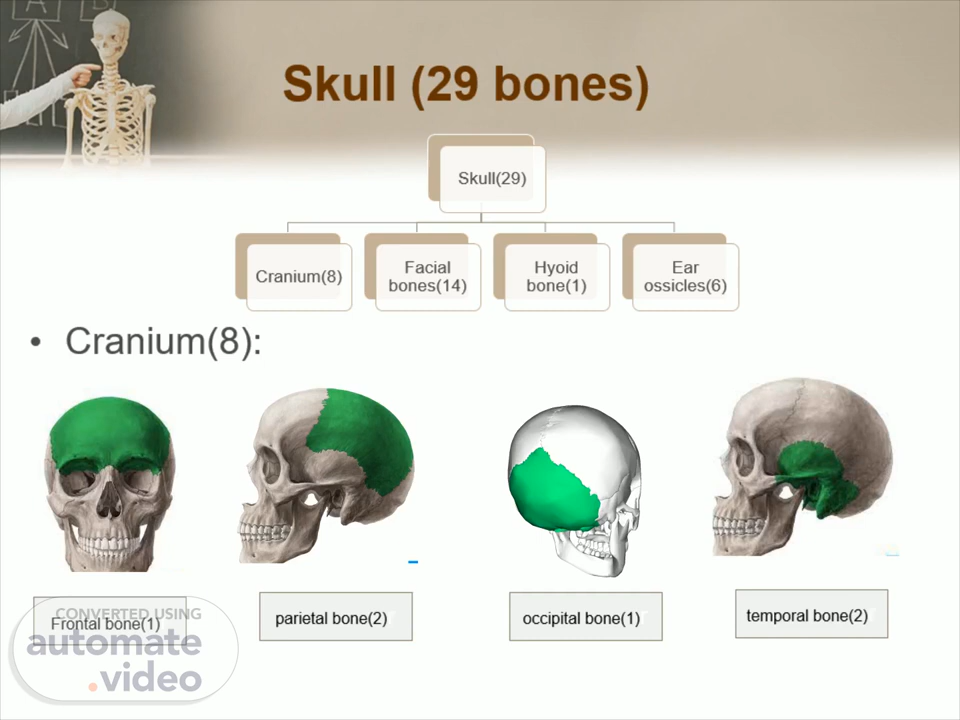 Skull (29 bones)
Skull(29)
Cranium(8)
Facial
bones(14)
Hyoid
bone(1)
Ear
ossicles(6)
• Cranium(8):
Frontal bone(1)
parietal bone(2)
occipital bone(1)
temporal bone(2)
CONVERTED USING
automate
.video